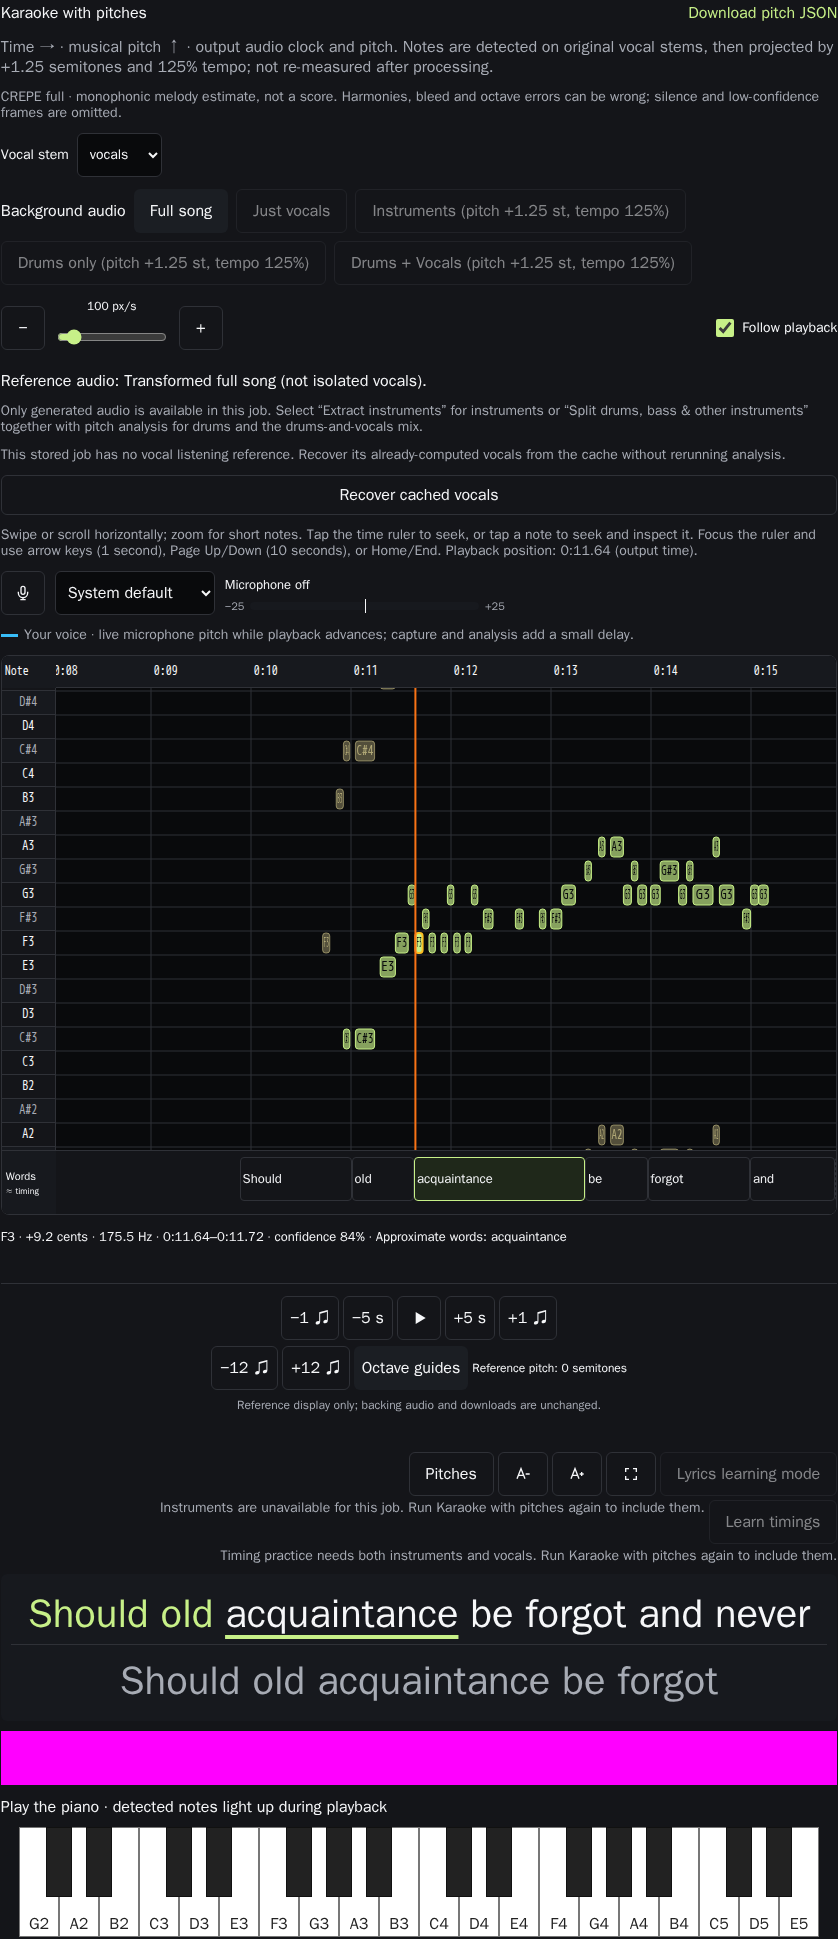 Karaoke with pitches
Download pitch JSON
Time → · musical pitch ↑ · output audio clock and pitch. Notes are detected on original vocal stems, then projected by
+1.25 semitones and 125% tempo; not re-measured after processing.
CREPE full · monophonic melody estimate, not a score. Harmonies, bleed and octave errors can be wrong; silence and low-confidence
frames are omitted.
Vocal stem vocals
Background audio Full song Just vocals Instruments (pitch +1.25 st, tempo 125%)
Drums only (pitch +1.25 st, tempo 125%) Drums + Vocals (pitch +1.25 st, tempo 125%)
100 px/s
− + Follow playback
Reference audio: Transformed full song (not isolated vocals).
Only generated audio is available in this job. Select “Extract instruments” for instruments or “Split drums, bass & other instruments”
together with pitch analysis for drums and the drums-and-vocals mix.
This stored job has no vocal listening reference. Recover its already-computed vocals from the cache without rerunning analysis.
Recover cached vocals
Swipe or scroll horizontally; zoom for short notes. Tap the time ruler to seek, or tap a note to seek and inspect it. Focus the ruler and
use arrow keys (1 second), Page Up/Down (10 seconds), or Home/End. Playback position: 0:11.64 (output time).
System default
Microphone off
−25 +25
Your voice · live microphone pitch while playback advances; capture and analysis add a small delay.
Note 0:08 0:09 0:10 0:11 0:12 0:13 0:14 0:15
D#4
D4
C#4 C#4
C4
B3
A#3
A3 A3
G#3 G#3
G3 G3 G3 G3 G3
F#3 F#3
F3 F3
E3 E3
D#3
D3
C#3 C#3
C3
B2
A#2
A2 A2
Words
≈ timing
Should old acquaintance be forgot and
F3 · +9.2 cents · 175.5 Hz · 0:11.64–0:11.72 · confidence 84% · Approximate words: acquaintance
−1 ♫ −5 s ▶ +5 s +1 ♫
−12 ♫ +12 ♫ Octave guides Reference pitch: 0 semitones
Reference display only; backing audio and downloads are unchanged.
Pitches A- A+ Lyrics learning mode
Instruments are unavailable for this job. Run Karaoke with pitches again to include them.
Learn timings
Timing practice needs both instruments and vocals. Run Karaoke with pitches again to include them.
Should old acquaintance be forgot and never
Should old acquaintance be forgot
Play the piano · detected notes light up during playback
G2 A2 B2 C3 D3 E3 F3 G3 A3 B3 C4 D4 E4 F4 G4 A4 B4 C5 D5 E5